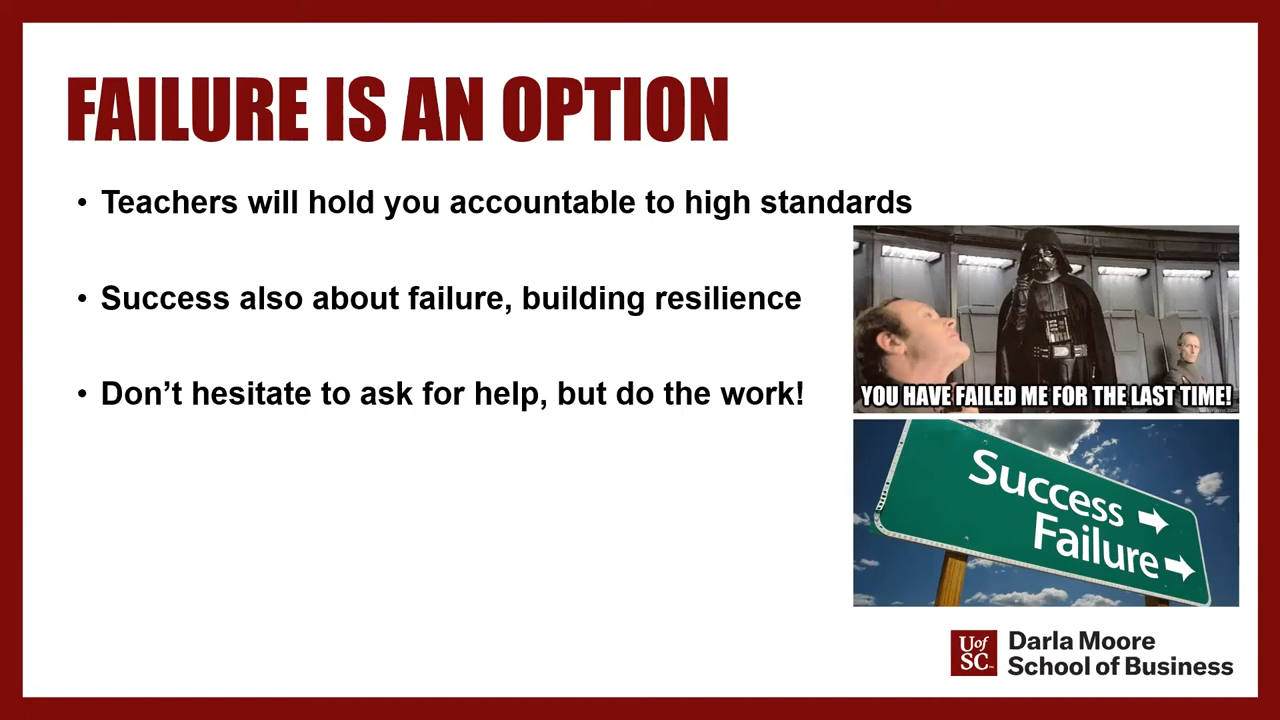 FAILURE IS AN OPTION
• Teachers will hold you accountable to high standards
• Success also about failure, building resilience
• Don’t hesitate to ask for help, but do the work!
YOU HAVE FAILED ME FOR THE LAST TIME!
Success
Failure
UofSC
Darla Moore
School of Business